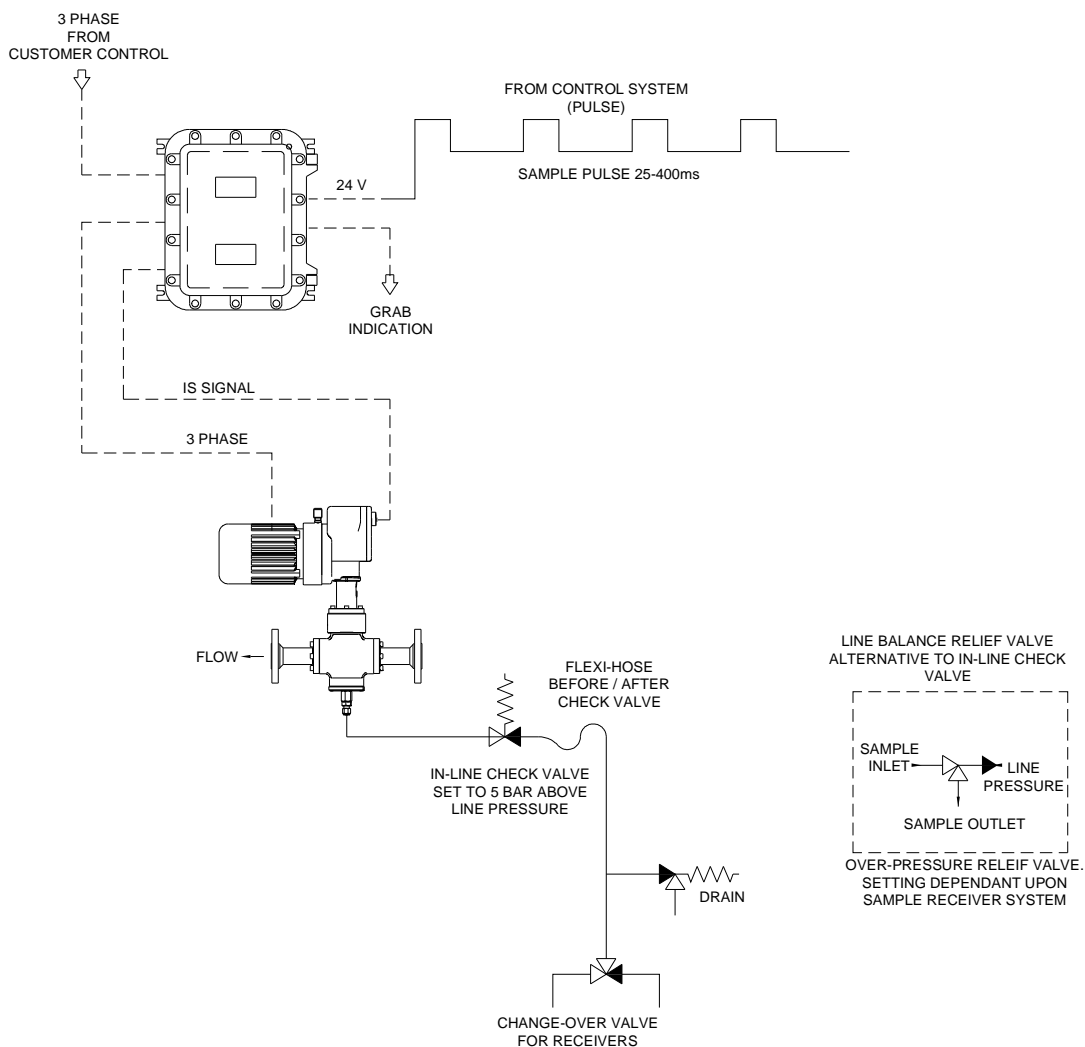 3 PHASE
FROM
CUSTOMER CONTROL
FROM CONTROL SYSTEM
(PULSE)
24 V
SAMPLE PULSE 25-400ms
GRAB
INDICATION
IS SIGNAL
3 PHASE
FLOW
FLEXI-HOSE
BEFORE / AFTER
CHECK VALVE
IN-LINE CHECK VALVE
SET TO 5 BAR ABOVE
LINE PRESSURE
DRAIN
CHANGE-OVER VALVE
FOR RECEIVERS
LINE BALANCE RELIEF VALVE
ALTERNATIVE TO IN-LINE CHECK
VALVE
SAMPLE
INLET
LINE
PRESSURE
SAMPLE OUTLET
OVER-PRESSURE RELEIF VALVE.
SETTING DEPENDANT UPON
SAMPLE RECEIVER SYSTEM